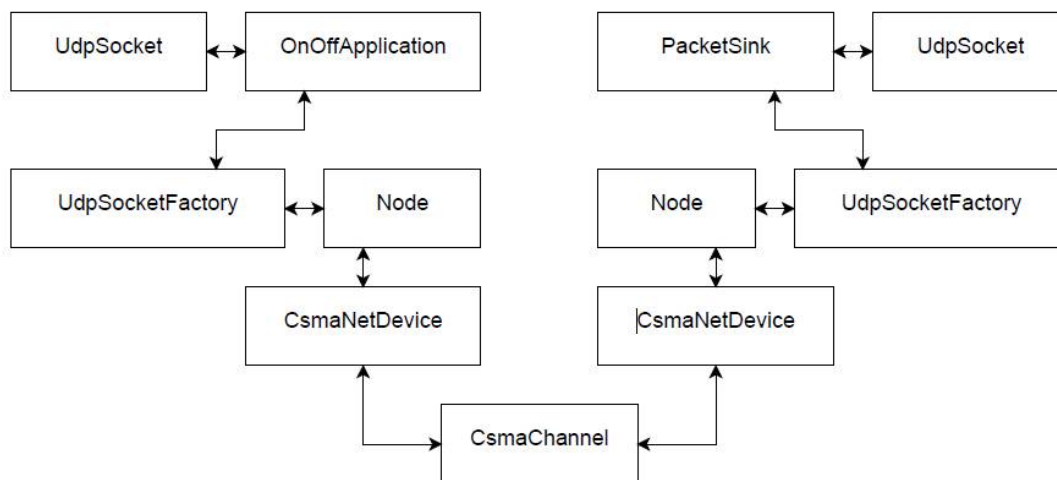 UdpSocket
OnOffApplication
PacketSink
UdpSocket
UdpSocketFactory
Node
Node
UdpSocketFactory
CsmaNetDevice
CsmaNetDevice
CsmaChannel